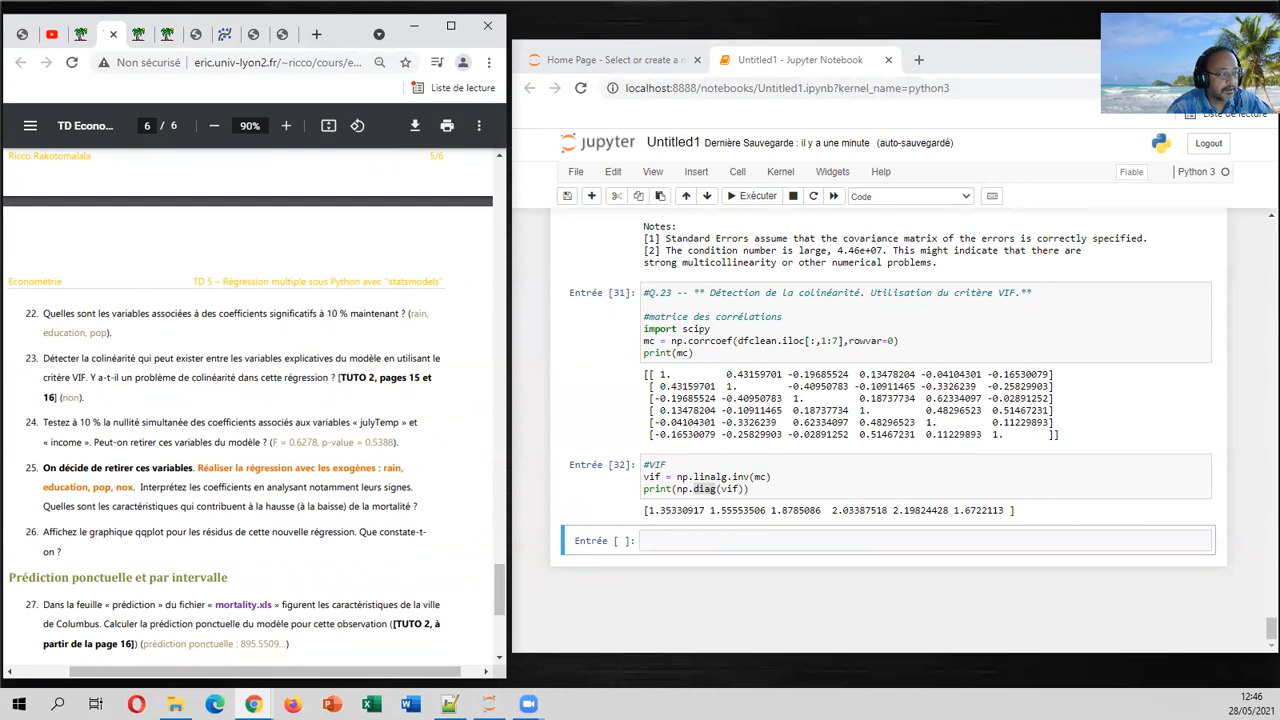 Non sécurisé eric.univ-lyon2.fr/~ricco/cours/e...
Liste de lecture
TD Econo... 6 / 6 90%
Ricco Rakotomalala 5/6
Econométrie TD 5 – Régression multiple sous Python avec "statsmodels"
22. Quelles sont les variables associées à des coefficients significatifs à 10 % maintenant ? (rain,
education, pop).
23. Détecter la colinéarité qui peut exister entre les variables explicatives du modèle en utilisant le
critère VIF. Y a-t-il un problème de colinéarité dans cette régression ? [TUTO 2, pages 15 et
16] (non).
24. Testez à 10 % la nullité simultanée des coefficients associés aux variables « julyTemp » et
« income ». Peut-on retirer ces variables du modèle ? (F = 0.6278, p-value = 0.5388).
25. On décide de retirer ces variables. Réaliser la régression avec les exogènes : rain,
education, pop, nox. Interprétez les coefficients en analysant notamment leurs signes.
Quelles sont les caractéristiques qui contribuent à la hausse (à la baisse) de la mortalité ?
26. Affichez le graphique qqplot pour les résidus de cette nouvelle régression. Que constate-t-
on ?
Prédiction ponctuelle et par intervalle
27. Dans la feuille « prédiction » du fichier « mortality.xls » figurent les caractéristiques de la ville
de Columbus. Calculer la prédiction ponctuelle du modèle pour cette observation ([TUTO 2, à
partir de la page 16]) (prédiction ponctuelle : 895.5509...)
Home Page - Select or create a n
Untitled1 - Jupyter Notebook
localhost:8888/notebooks/Untitled1.ipynb?kernel_name=python3
Liste de lecture
jupyter Untitled1 Dernière Sauvegarde : il y a une minute (auto-sauvegardé)
Logout
File Edit View Insert Cell Kernel Widgets Help
Fiable Python 3
Exécuter Code
Notes:
[1] Standard Errors assume that the covariance matrix of the errors is correctly specified.
[2] The condition number is large, 4.46e+07. This might indicate that there are
strong multicollinearity or other numerical problems.
Entrée [31]: #Q.23 -- ** Détection de la colinéarité. Utilisation du critère VIF.**
#matrice des corrélations
import scipy
mc = np.corrcoef(dfclean.iloc[:,1:7],rowvar=0)
print(mc)
[[ 1. 0.43159701 -0.19685524 0.13478204 -0.04104301 -0.16530079]
[ 0.43159701 1. -0.40950783 -0.10911465 -0.3326239 -0.25829903]
[-0.19685524 -0.40950783 1. 0.18737734 0.62334097 -0.02891252]
[ 0.13478204 -0.10911465 0.18737734 1. 0.48296523 0.51467231]
[-0.04104301 -0.3326239 0.62334097 0.48296523 1. 0.11229893]
[-0.16530079 -0.25829903 -0.02891252 0.51467231 0.11229893 1. ]]
Entrée [32]: #VIF
vif = np.linalg.inv(mc)
print(np.diag(vif))
[1.35330917 1.55553506 1.8785086 2.03387518 2.19824428 1.6722113 ]
Entrée [ ]:
12:46
28/05/2021